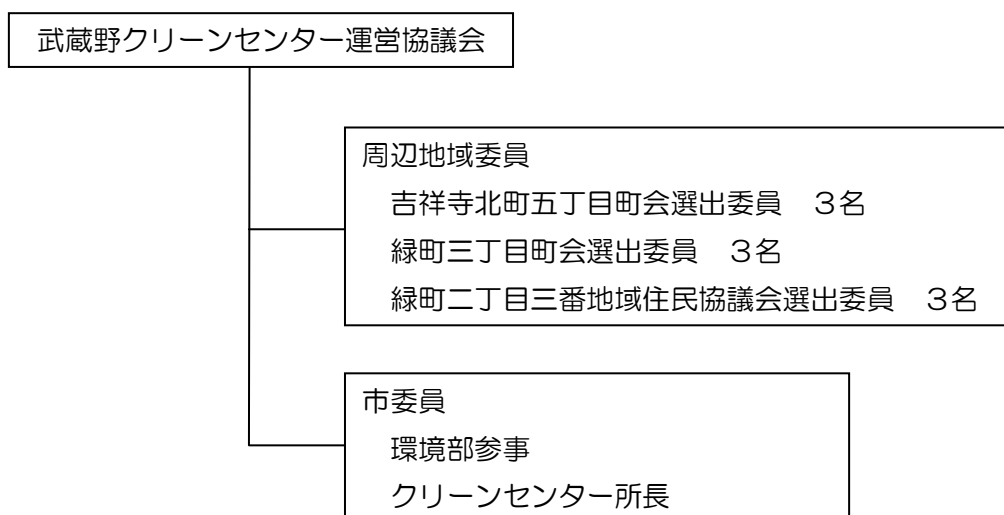 武蔵野クリーンセンター運営協議会
周辺地域委員
吉祥寺北町五丁目町会選出委員　３名
緑町三丁目町会選出委員　３名
緑町二丁目三番地域住民協議会選出委員　３名
市委員
環境部参事
クリーンセンター所長